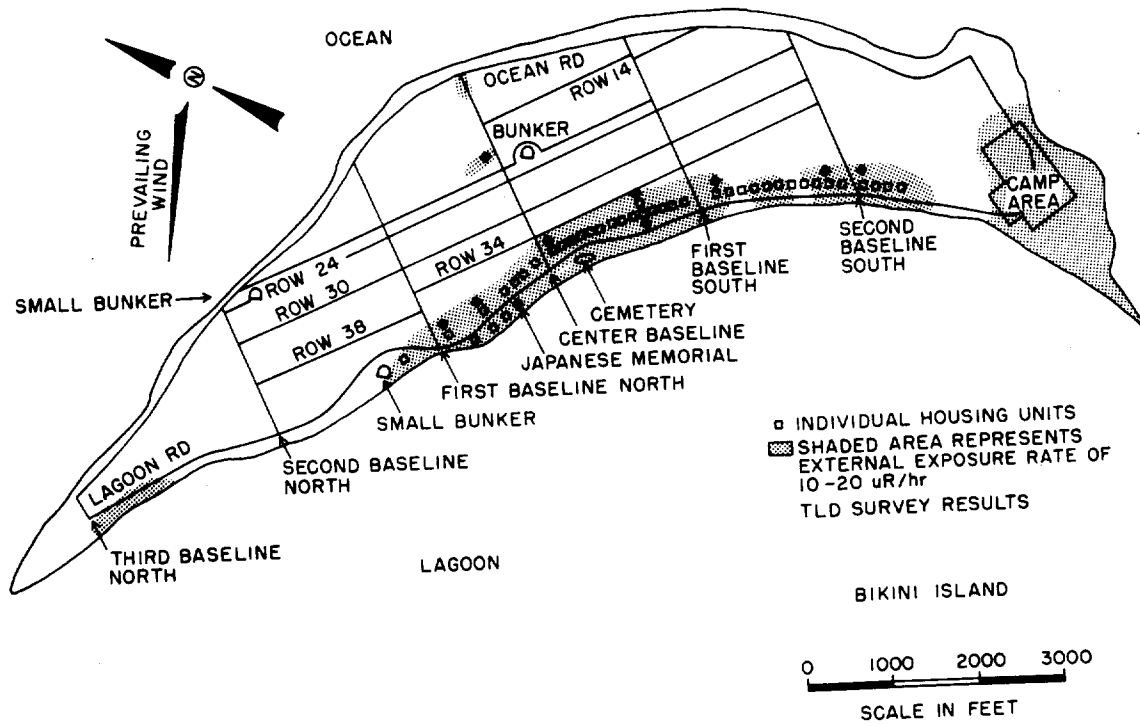 OCEAN
N
PREVAILING
WIND
OCEAN RD
ROW 14
BUNKER
CAMP
AREA
SECOND
BASELINE
SOUTH
FIRST
BASELINE
SOUTH
ROW 34
ROW 24
SMALL BUNKER
ROW 30
ROW 38
CEMETERY
CENTER BASELINE
JAPANESE MEMORIAL
FIRST BASELINE NORTH
SMALL BUNKER
SECOND BASELINE
NORTH
LAGOON RD
THIRD BASELINE
NORTH
LAGOON
INDIVIDUAL HOUSING UNITS
SHADED AREA REPRESENTS
EXTERNAL EXPOSURE RATE OF
10-20 uR/hr
TLD SURVEY RESULTS
BIKINI ISLAND
0 1000 2000 3000
SCALE IN FEET